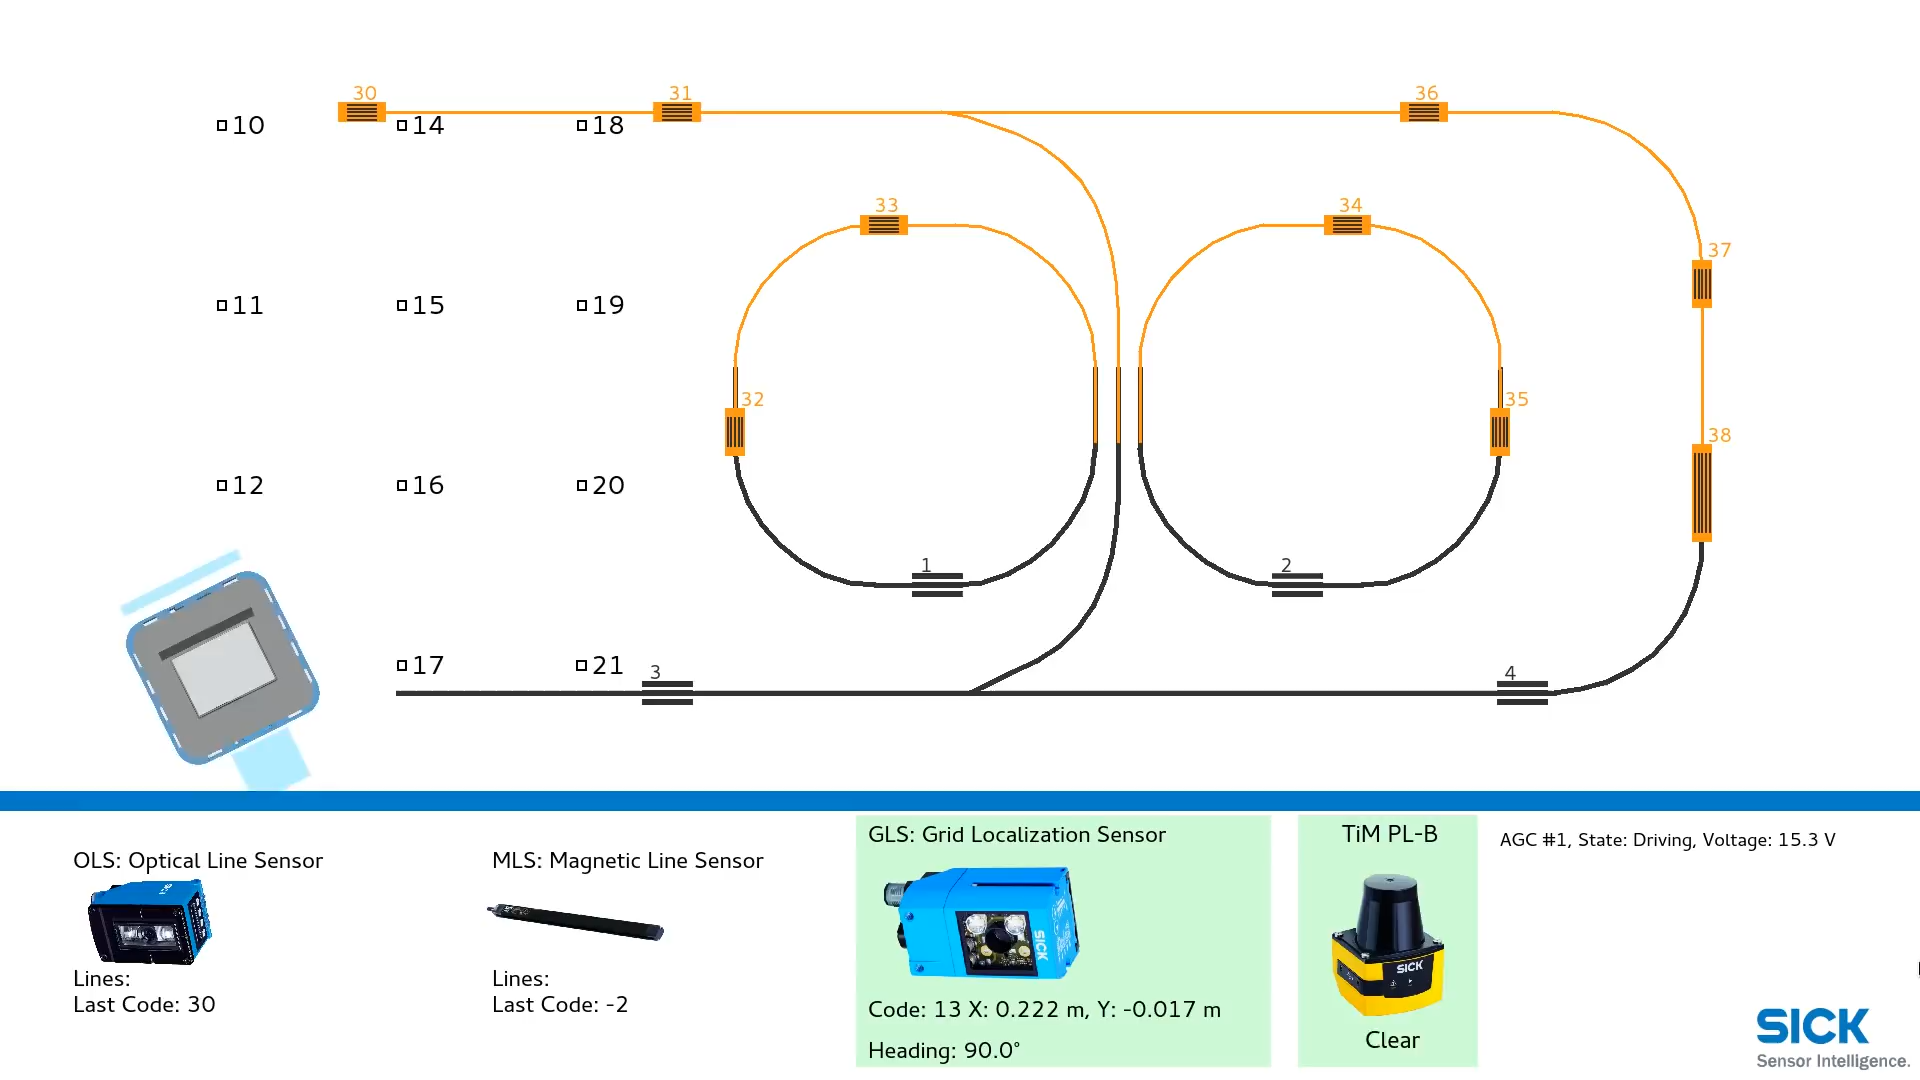 30
31
36
10
14
18
33
34
37
11
15
19
32
35
38
12
16
20
1
2
17
21
3
4
OLS: Optical Line Sensor
Lines:
Last Code: 30
MLS: Magnetic Line Sensor
Lines:
Last Code: -2
GLS: Grid Localization Sensor
SICK
Code: 13 X: 0.222 m, Y: -0.017 m
Heading: 90.0°
TiM PL-B
SICK
Clear
AGC #1, State: Driving, Voltage: 15.3 V
SICK
Sensor Intelligence.